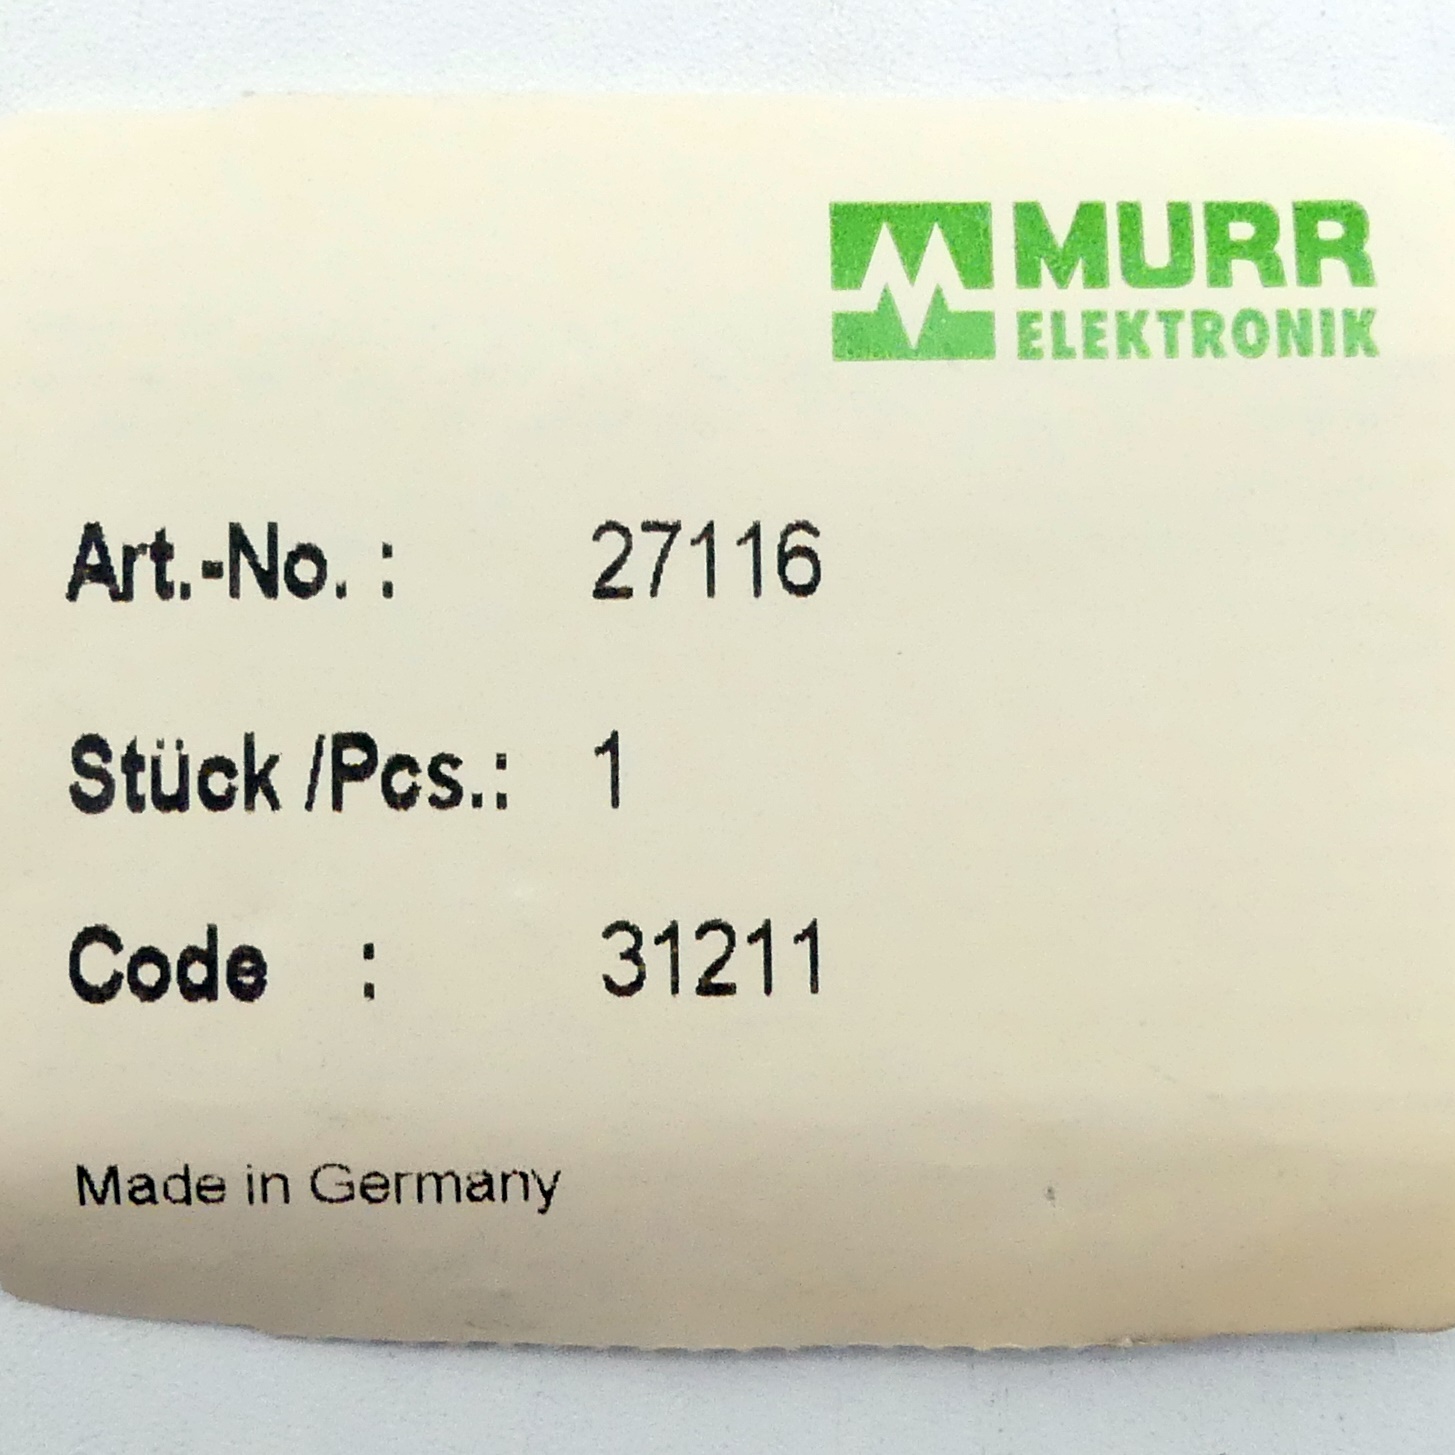 MURR
ELEKTRONIK
Art.-No. : 27116
Stück /Pcs.: 1
Code : 31211
Made in Germany